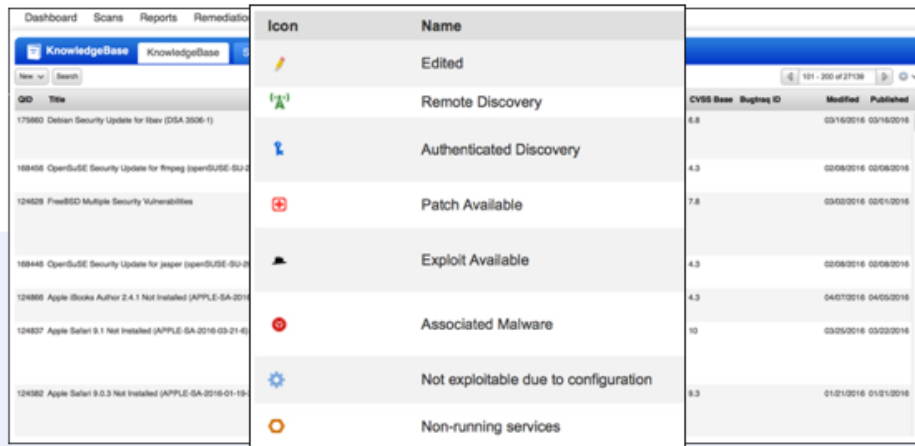 Dashboard Scans Reports Remediation
KnowledgeBase KnowledgeBase S
New Search 101 - 200 of 27139
QID Title CVSS Base Bugtraq ID Modified Published
175660 Debian Security Update for libav (DSA 3506-1) 6.8 03/16/2016 03/16/2016
168456 OpenSuSE Security Update for ffmpeg (openSUSE-SU-2 4.3 02/08/2016 02/08/2016
124828 FreeBSD Multiple Security Vulnerabilities 7.8 03/02/2016 02/01/2016
168446 OpenSuSE Security Update for jasper (openSUSE-SU-20 4.3 02/08/2016 02/08/2016
124866 Apple iBooks Author 2.4.1 Not Installed (APPLE-SA-2016 4.3 04/07/2016 04/05/2016
124837 Apple Safari 9.1 Not Installed (APPLE-SA-2016-03-21-6) 10 03/25/2016 03/22/2016
124582 Apple Safari 9.0.3 Not Installed (APPLE-SA-2016-01-19- 9.3 01/21/2016 01/21/2016
Icon Name
Edited
Remote Discovery
Authenticated Discovery
Patch Available
Exploit Available
Associated Malware
Not exploitable due to configuration
Non-running services